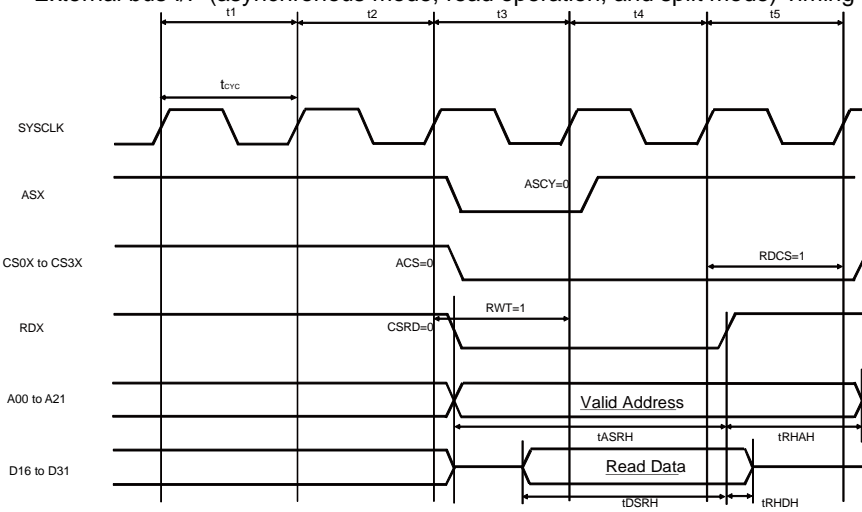 External bus I/F (asynchronous mode, read operation, and split mode) Timing
t1 t2 t3 t4 t5
tCYC
SYSCLK
ASX
ASCY=0
CS0X to CS3X
ACS=0
RDCS=1
RWT=1
RDX
CSRD=0
A00 to A21
Valid Address
tASRH
tRHAH
D16 to D31
Read Data
tDSRH
tRHDH